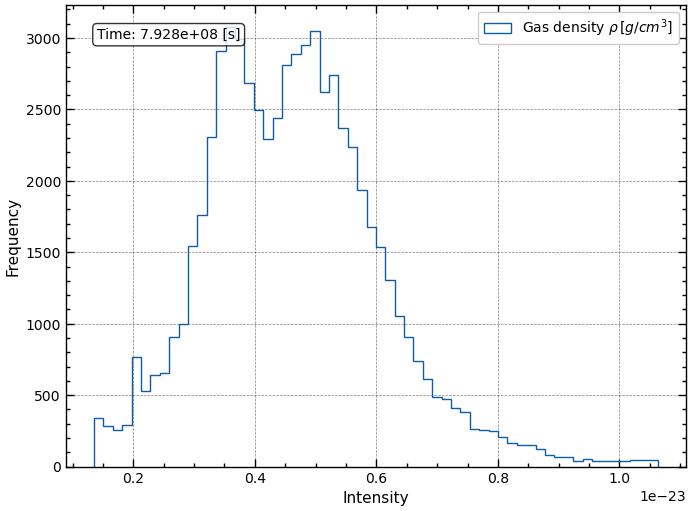 Time: 7.928e+08 [s]
Gas density ρ [g/cm³]
3000
2500
2000
1500
1000
500
0
Frequency
0.2 0.4 0.6 0.8 1.0
1e−23
Intensity